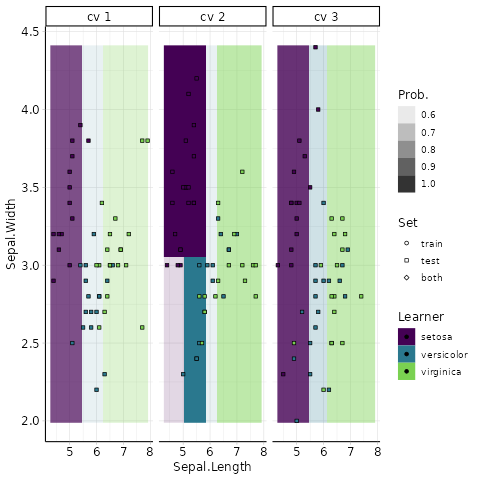 cv 1
cv 2
cv 3
4.5
4.0
3.5
3.0
2.5
2.0
Sepal.Width
5 6 7 8
5 6 7 8
5 6 7 8
Sepal.Length
Prob.
0.6
0.7
0.8
0.9
1.0
Set
train
test
both
Learner
setosa
versicolor
virginica